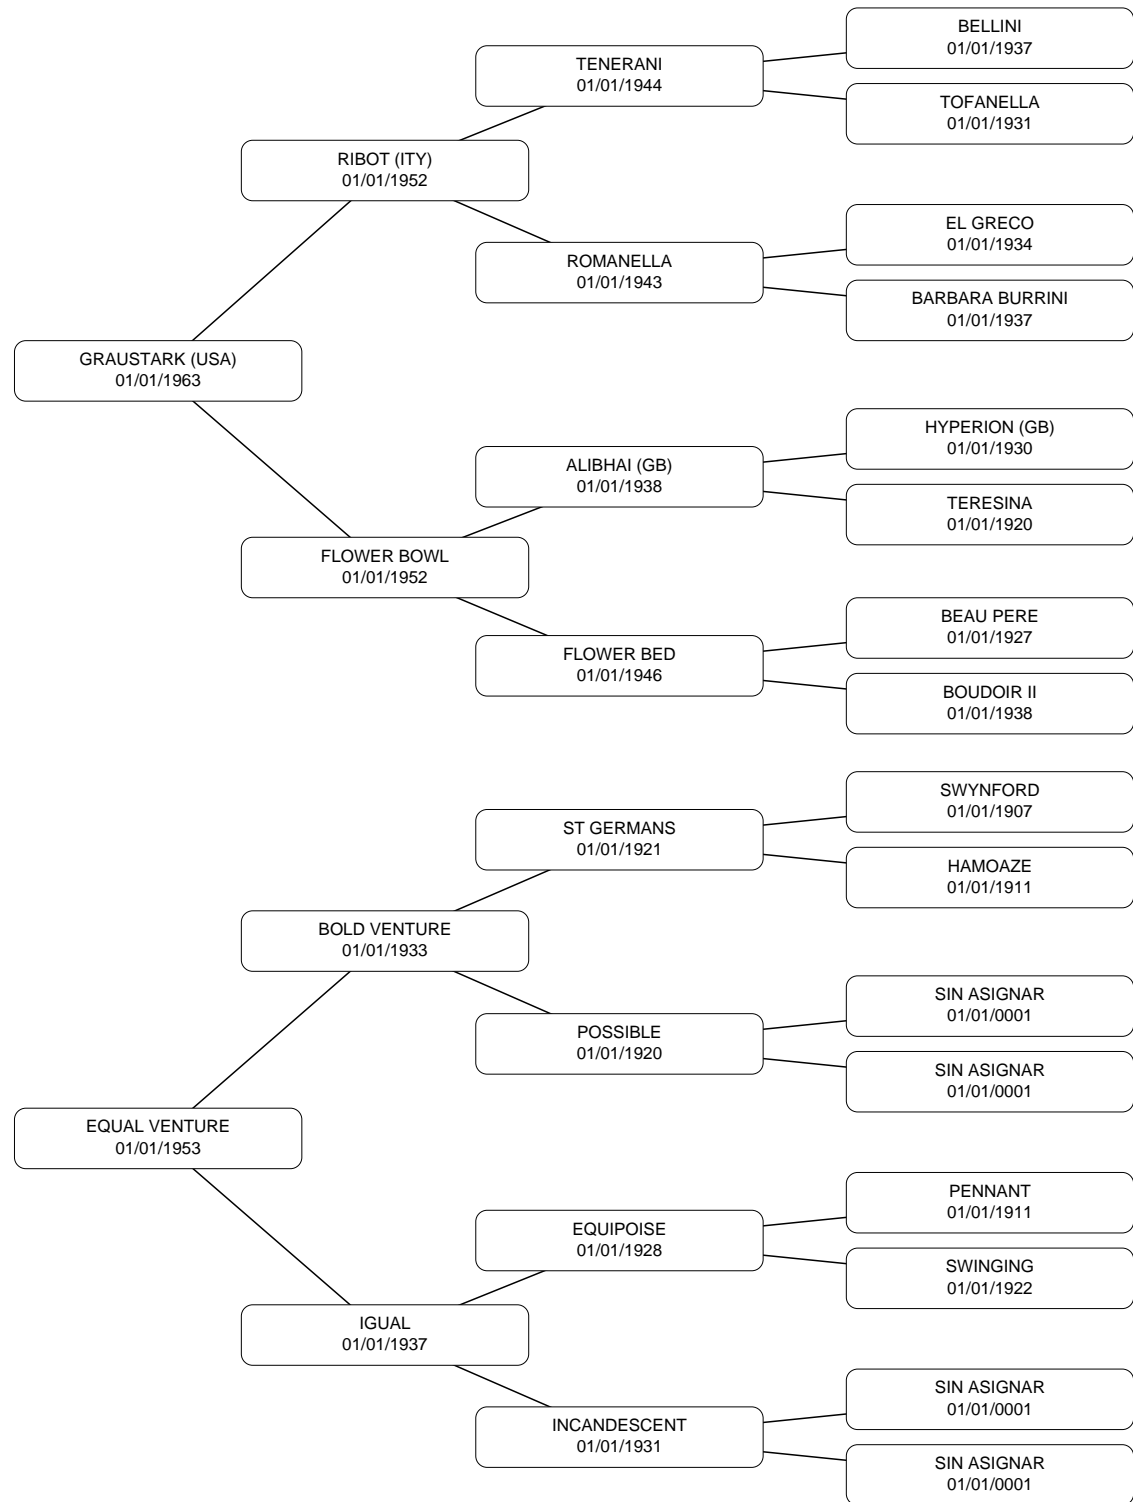 BELLINI
01/01/1937
TENERANI
01/01/1944
TOFANELLA
01/01/1931
RIBOT (ITY)
01/01/1952
EL GRECO
01/01/1934
ROMANELLA
01/01/1943
BARBARA BURRINI
01/01/1937
GRAUSTARK (USA)
01/01/1963
HYPERION (GB)
01/01/1930
ALIBHAI (GB)
01/01/1938
TERESINA
01/01/1920
FLOWER BOWL
01/01/1952
BEAU PERE
01/01/1927
FLOWER BED
01/01/1946
BOUDOIR II
01/01/1938
SWYNFORD
01/01/1907
ST GERMANS
01/01/1921
HAMOAZE
01/01/1911
BOLD VENTURE
01/01/1933
SIN ASIGNAR
01/01/0001
POSSIBLE
01/01/1920
SIN ASIGNAR
01/01/0001
EQUAL VENTURE
01/01/1953
PENNANT
01/01/1911
EQUIPOISE
01/01/1928
SWINGING
01/01/1922
IGUAL
01/01/1937
SIN ASIGNAR
01/01/0001
INCANDESCENT
01/01/1931
SIN ASIGNAR
01/01/0001